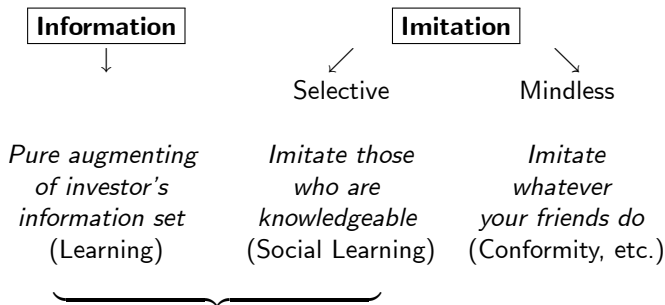 Information
Imitation
Selective
Mindless
Pure augmenting
of investor's
information set
(Learning)
Imitate those
who are
knowledgeable
(Social Learning)
Imitate
whatever
your friends do
(Conformity, etc.)